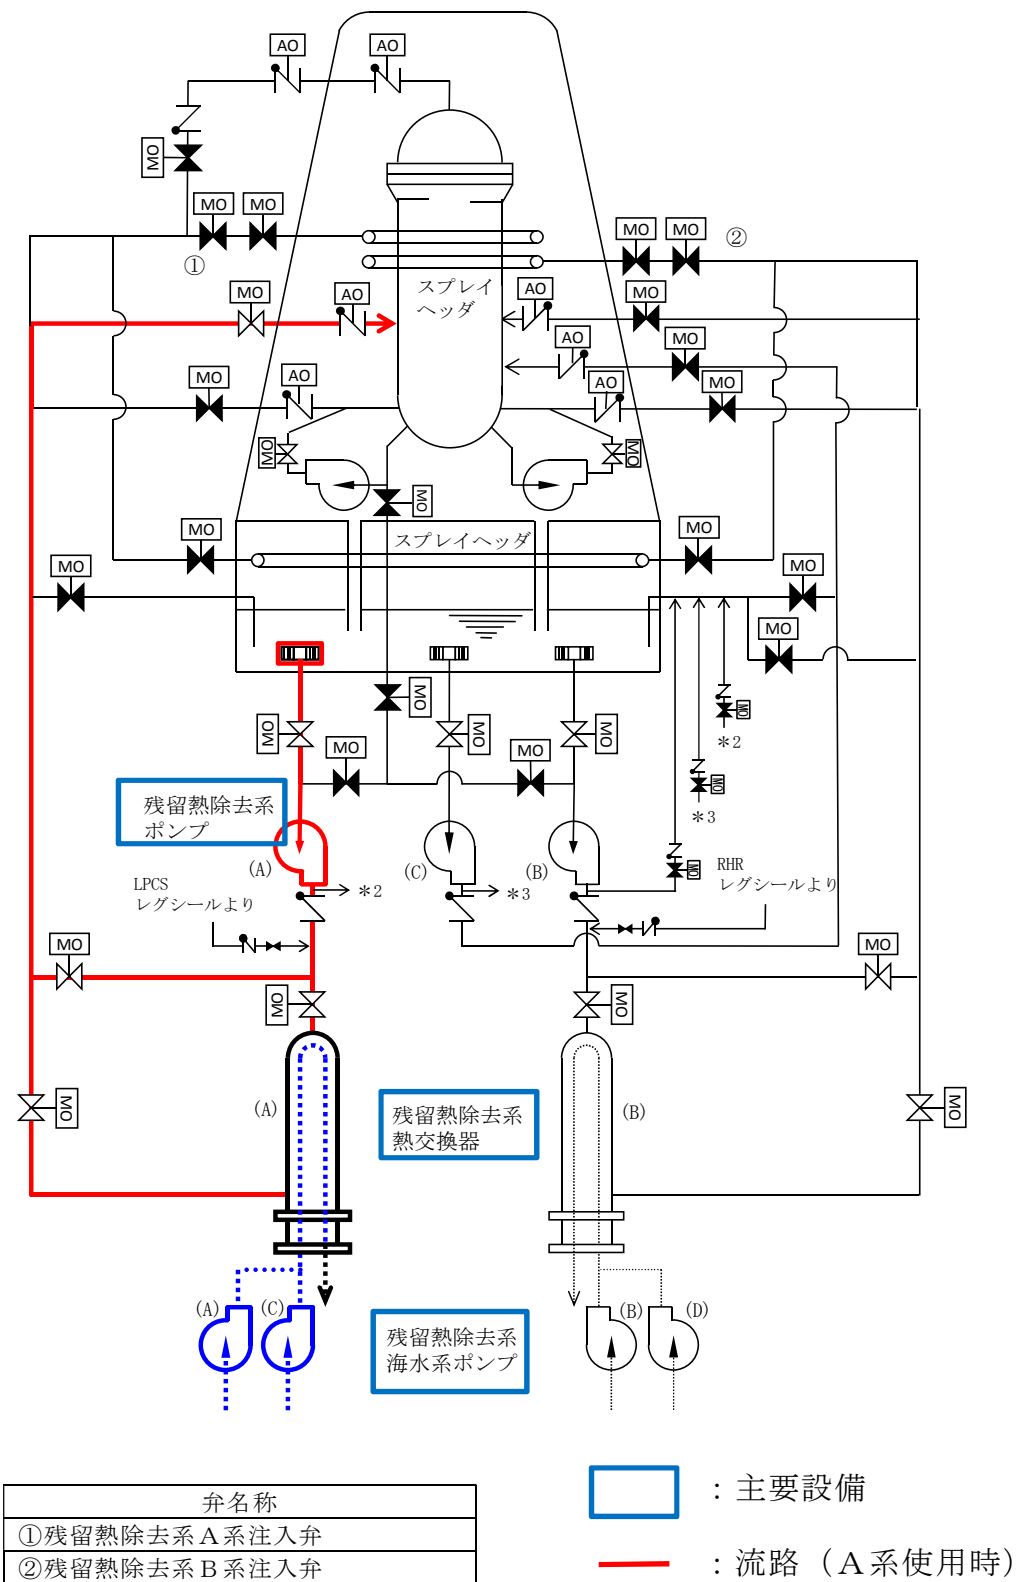 AO
AO
MO
MO
MO
MO
MO
②
①
スプレイ
ヘッダ
MO
AO
AO
MO
AO
MO
MO
AO
AO
MO
MO
MO
MO
スプレイヘッダ
MO
MO
MO
MO
MO
MO
MO
＊2
MO
MO
MO
MO
MO
MO
＊3
残留熱除去系
ポンプ
(A)
(C)
(B)
MO
RHR
レグシールより
LPCS
レグシールより
＊2
＊3
MO
MO
MO
MO
MO
(A)
残留熱除去系
熱交換器
(B)
MO
(A)
(C)
残留熱除去系
海水系ポンプ
(B)
(D)
弁名称
①残留熱除去系Ａ系注入弁
②残留熱除去系Ｂ系注入弁
：主要設備
：流路（Ａ系使用時）